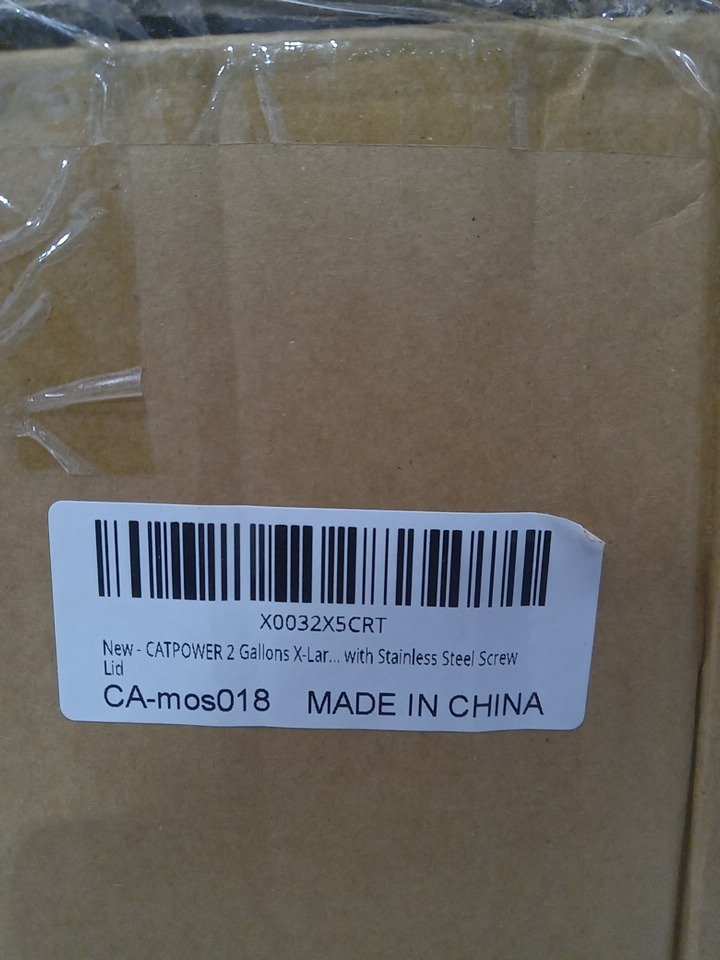 X0032X5CRT
New - CATPOWER 2 Gallons X-Lar... with Stainless Steel Screw
Lid
CA-mos018 MADE IN CHINA